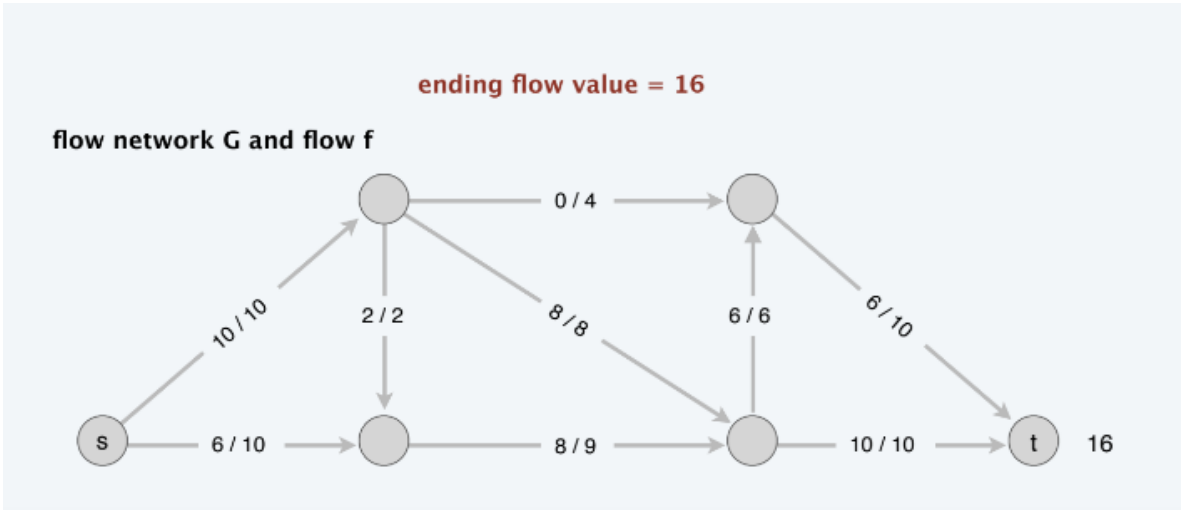 ending flow value = 16
flow network G and flow f
0 / 4
10 / 10
2 / 2
8 / 8
6 / 6
6 / 10
s
6 / 10
8 / 9
10 / 10
t
16